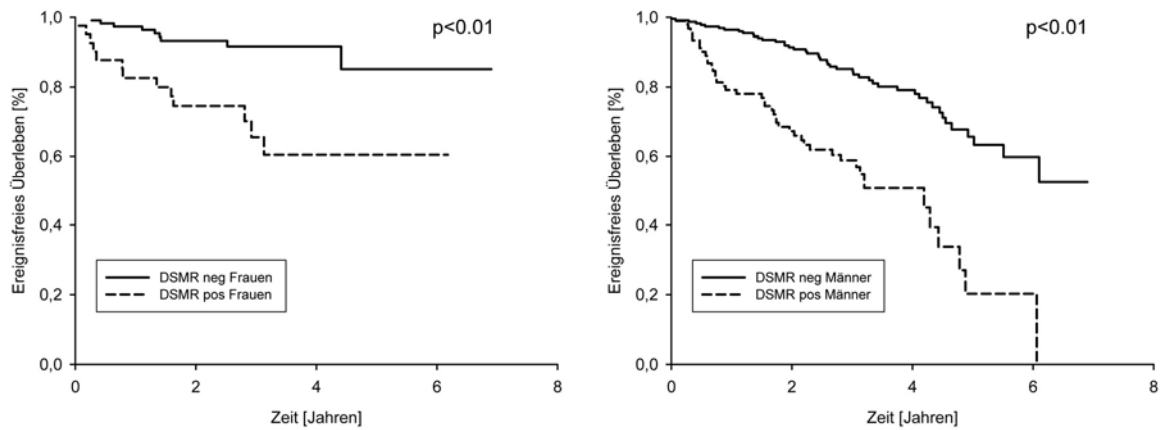 p<0.01
Ereignisfreies Überleben [%]
1,0
0,8
0,6
0,4
0,2
0,0
DSMR neg Frauen
DSMR pos Frauen
0 2 4 6 8
Zeit [Jahren]
p<0.01
Ereignisfreies Überleben [%]
1,0
0,8
0,6
0,4
0,2
0,0
DSMR neg Männer
DSMR pos Männer
0 2 4 6 8
Zeit [Jahren]